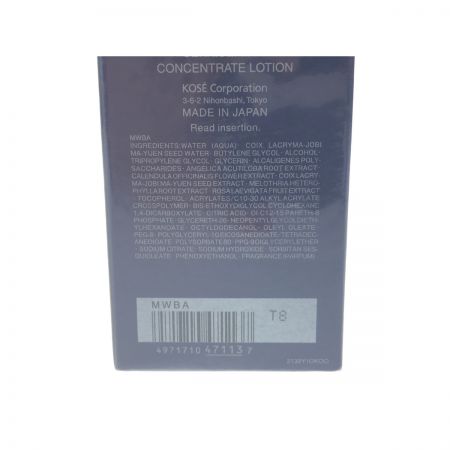 CONCENTRATE LOTION
KOSÉ Corporation
3-6-2 Nihonbashi, Tokyo
MADE IN JAPAN
Read insertion.
MWBA
INGREDIENTS:WATER (AQUA)· COIX LACRYMA-JOBI
MA-YUEN SEED WATER· BUTYLENE GLYCOL· ALCOHOL·
TRIPROPYLENE GLYCOL· GLYCERIN· ALCALIGENES POLY-
SACCHARIDES· ANGELICA ACUTILOBA ROOT EXTRACT·
CALENDULA OFFICINALIS FLOWER EXTRACT· COIX LACRY-
MA-JOBI MA-YUEN SEED EXTRACT· MELOTHRIA HETERO-
PHYLLA ROOT EXTRACT· ROSA LAEVIGATA FRUIT EXTRACT
· TOCOPHEROL· ACRYLATES/C10-30 ALKYL ACRYLATE
CROSSPOLYMER· BIS-ETHOXYDIGLYCOL CYCLOHEXANE
1,4-DICARBOXYLATE· CITRIC ACID· DI-C12-15 PARETH-8
PHOSPHATE· GLYCERETH-26· NEOPENTYL GLYCOL DIETH-
YLHEXANOATE· OCTYLDODECANOL· OLEYL OLEATE·
PEG-8· POLYGLYCERYL-10 EICOSANEDIOATE/TETRADEC-
ANEDIOATE· POLYSORBATE 80· PPG-9 DIGLYCERYL ETHER
· SODIUM CITRATE· SODIUM HYDROXIDE· SORBITAN SES-
QUIOLEATE· PHENOXYETHANOL· FRAGRANCE (PARFUM)
MWBA
T8
4971710 471137